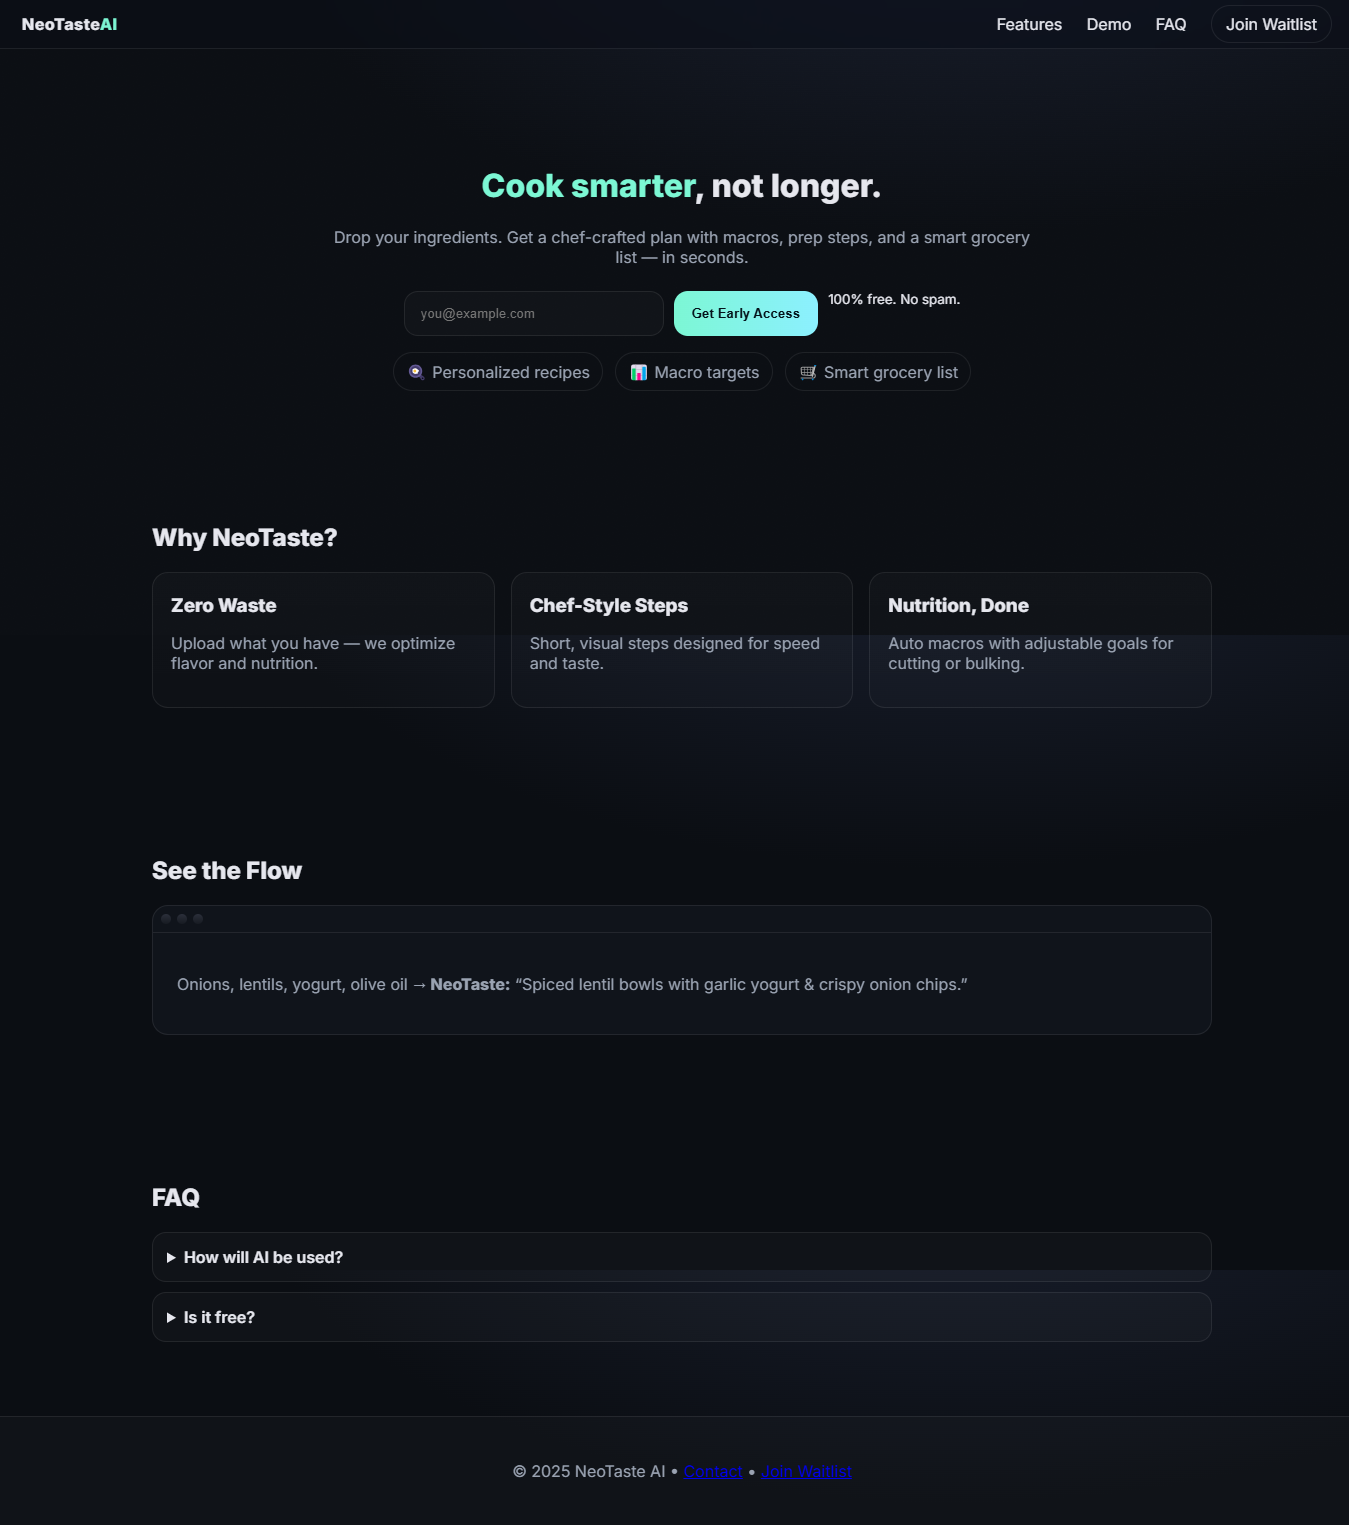 NeoTasteAI
Features
Demo
FAQ
Join Waitlist
Cook smarter, not longer.
Drop your ingredients. Get a chef-crafted plan with macros, prep steps, and a smart grocery
list — in seconds.
you@example.com
Get Early Access
100% free. No spam.
Personalized recipes
Macro targets
Smart grocery list
Why NeoTaste?
Zero Waste
Upload what you have — we optimize
flavor and nutrition.
Chef-Style Steps
Short, visual steps designed for speed
and taste.
Nutrition, Done
Auto macros with adjustable goals for
cutting or bulking.
See the Flow
Onions, lentils, yogurt, olive oil → NeoTaste: “Spiced lentil bowls with garlic yogurt & crispy onion chips.”
FAQ
How will AI be used?
Is it free?
© 2025 NeoTaste AI • Contact • Join Waitlist